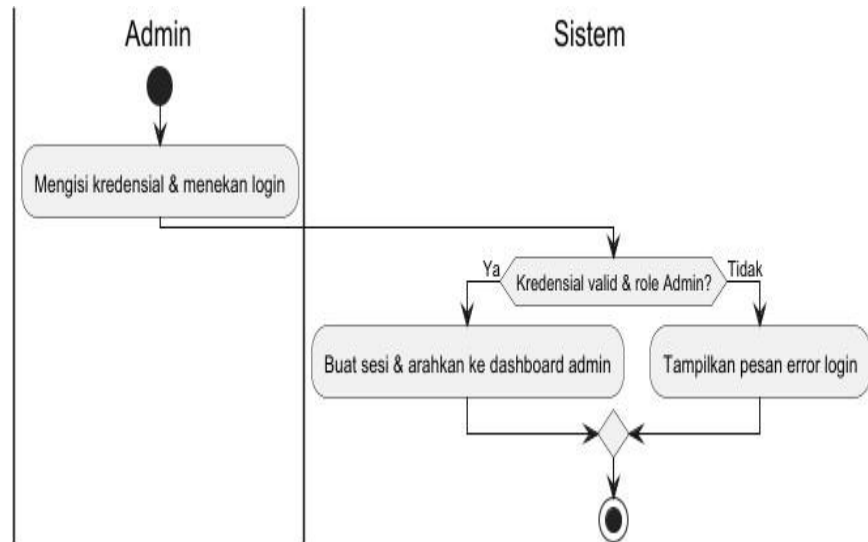 Admin
Sistem
Mengisi kredensial & menekan login
Ya
Kredensial valid & role Admin?
Tidak
Buat sesi & arahkan ke dashboard admin
Tampilkan pesan error login